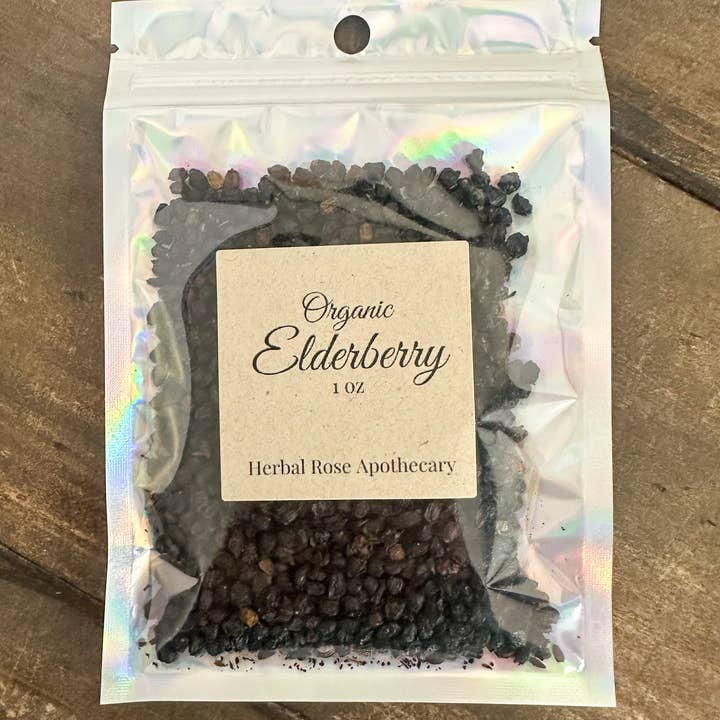 Organic
Elderberry
1 oz
Herbal Rose Apothecary